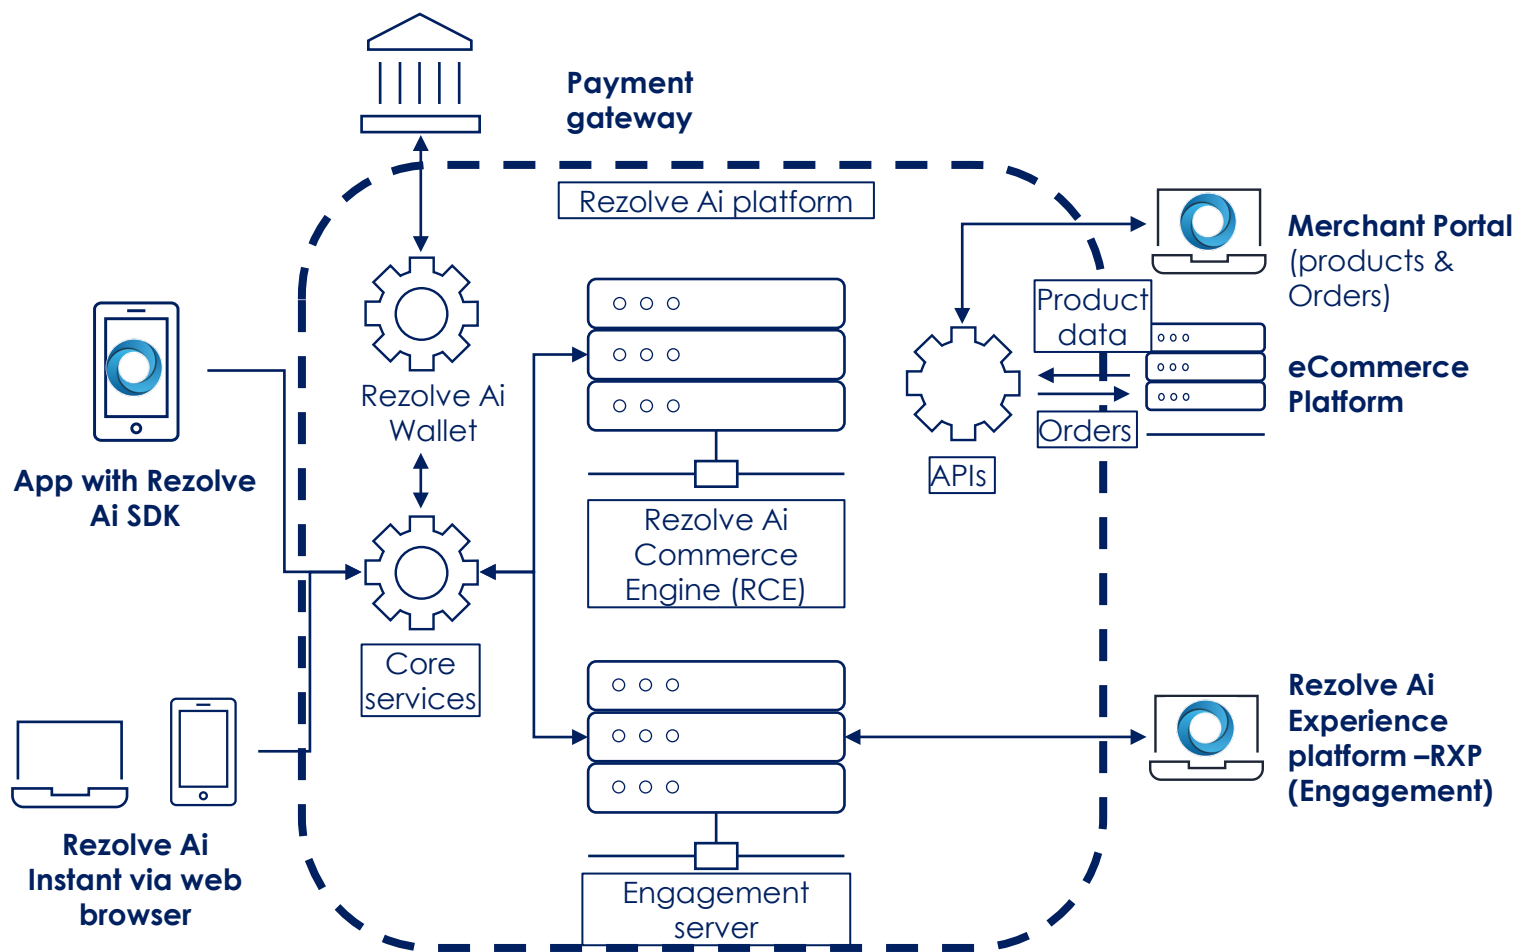 Payment
gateway
Rezolve Ai platform
Merchant Portal
(products &
Orders)
Product
data
eCommerce
Platform
Orders
APIs
Rezolve Ai
Wallet
App with Rezolve
Ai SDK
Rezolve Ai
Commerce
Engine (RCE)
Core
services
Rezolve Ai
Experience
platform –RXP
(Engagement)
Rezolve Ai
Instant via web
browser
Engagement
server